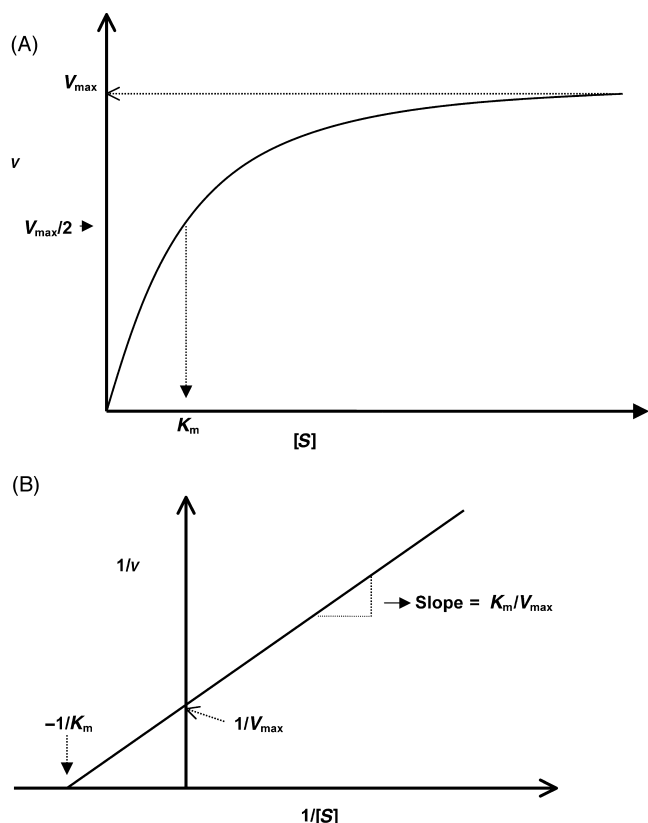 (A)
Vmax
v
Vmax/2
Km
[S]
(B)
1/v
Slope = Km/Vmax
–1/Km
1/Vmax
1/[S]